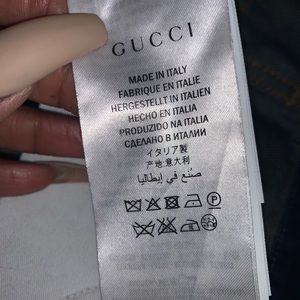 GUCCI
MADE IN ITALY
FABRIQUE EN ITALIE
HERGESTELLT IN ITALIEN
HECHO EN ITALIA
PRODUZIDO NA ITALIA
СДЕЛАНО В ИТАЛИИ
イタリア製
产地:意大利
صنع في إيطاليا